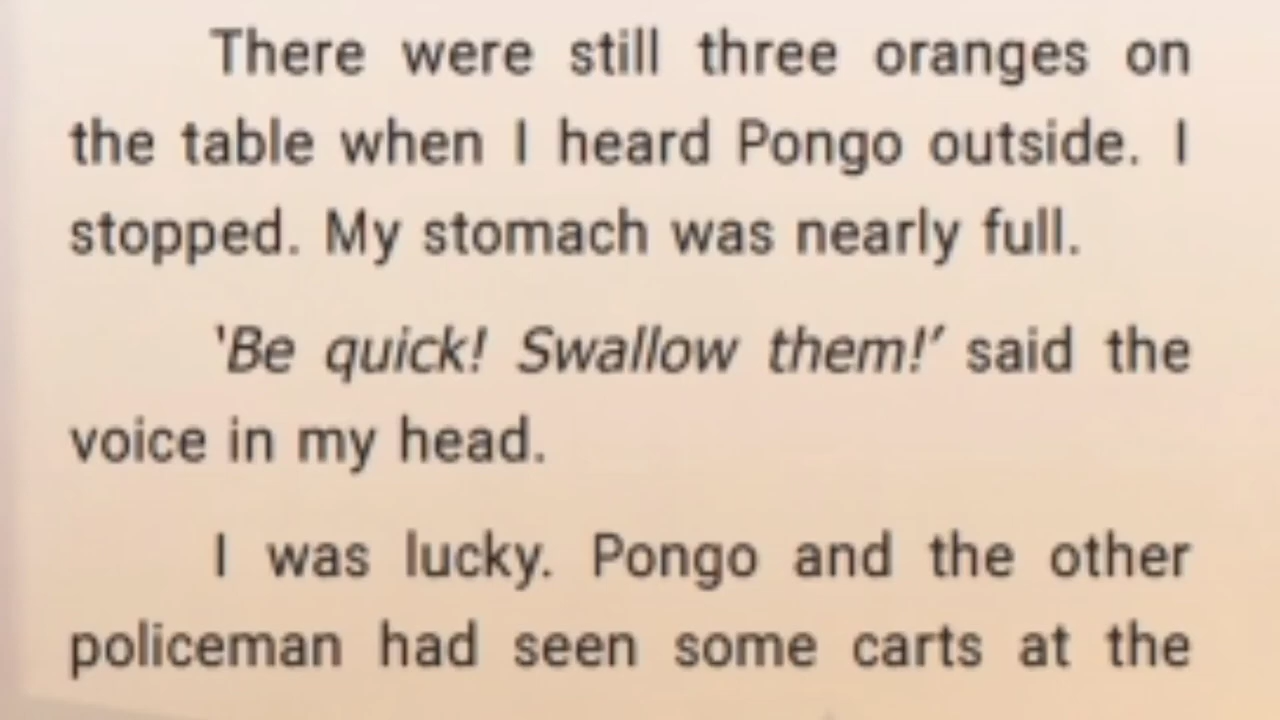 There were still three oranges on
the table when I heard Pongo outside. I
stopped. My stomach was nearly full.
‘Be quick! Swallow them!’ said the
voice in my head.
I was lucky. Pongo and the other
policeman had seen some carts at the